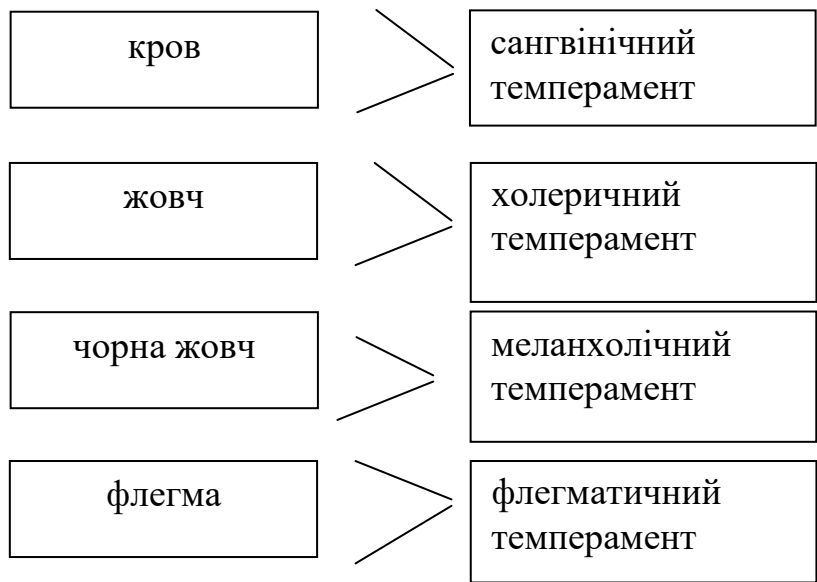 кров
сангвінічний
темперамент
жовч
холеричний
темперамент
чорна жовч
меланхолічний
темперамент
флегма
флегматичний
темперамент